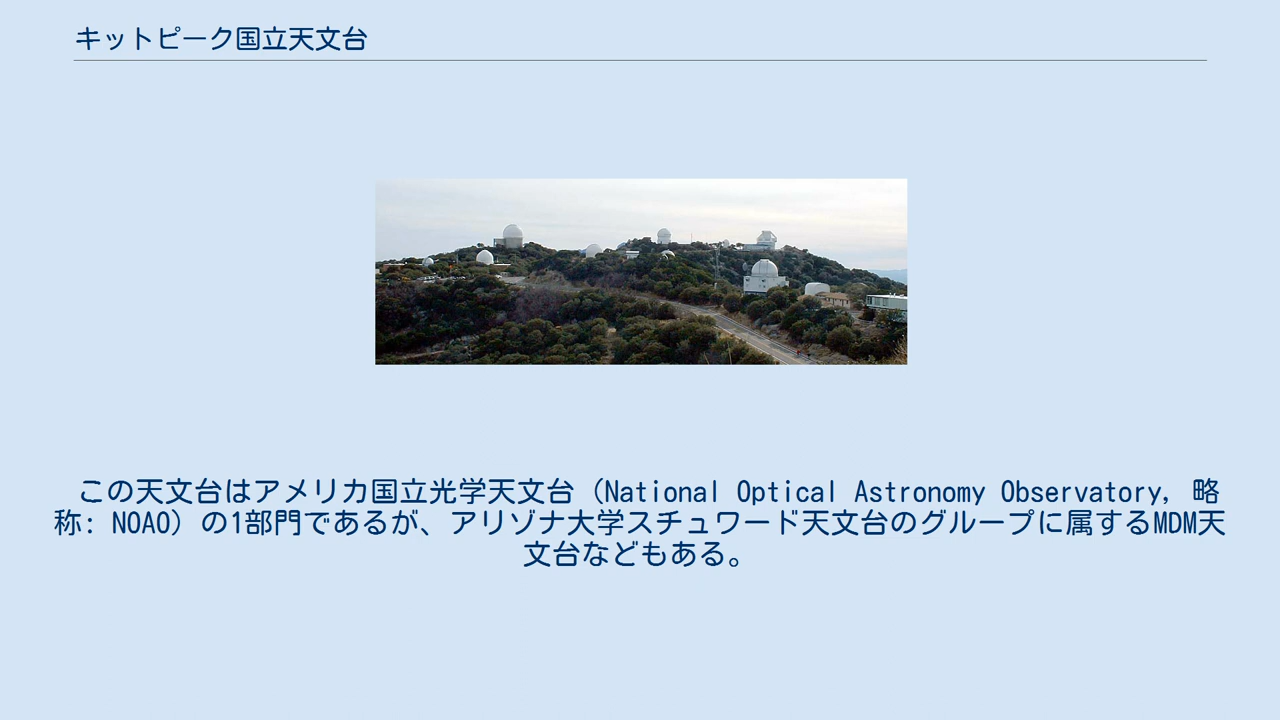 キットピーク国立天文台
この天文台はアメリカ国立光学天文台（National Optical Astronomy Observatory, 略
称: NOAO）の1部門であるが、アリゾナ大学スチュワード天文台のグループに属するMDM天
文台などもある。